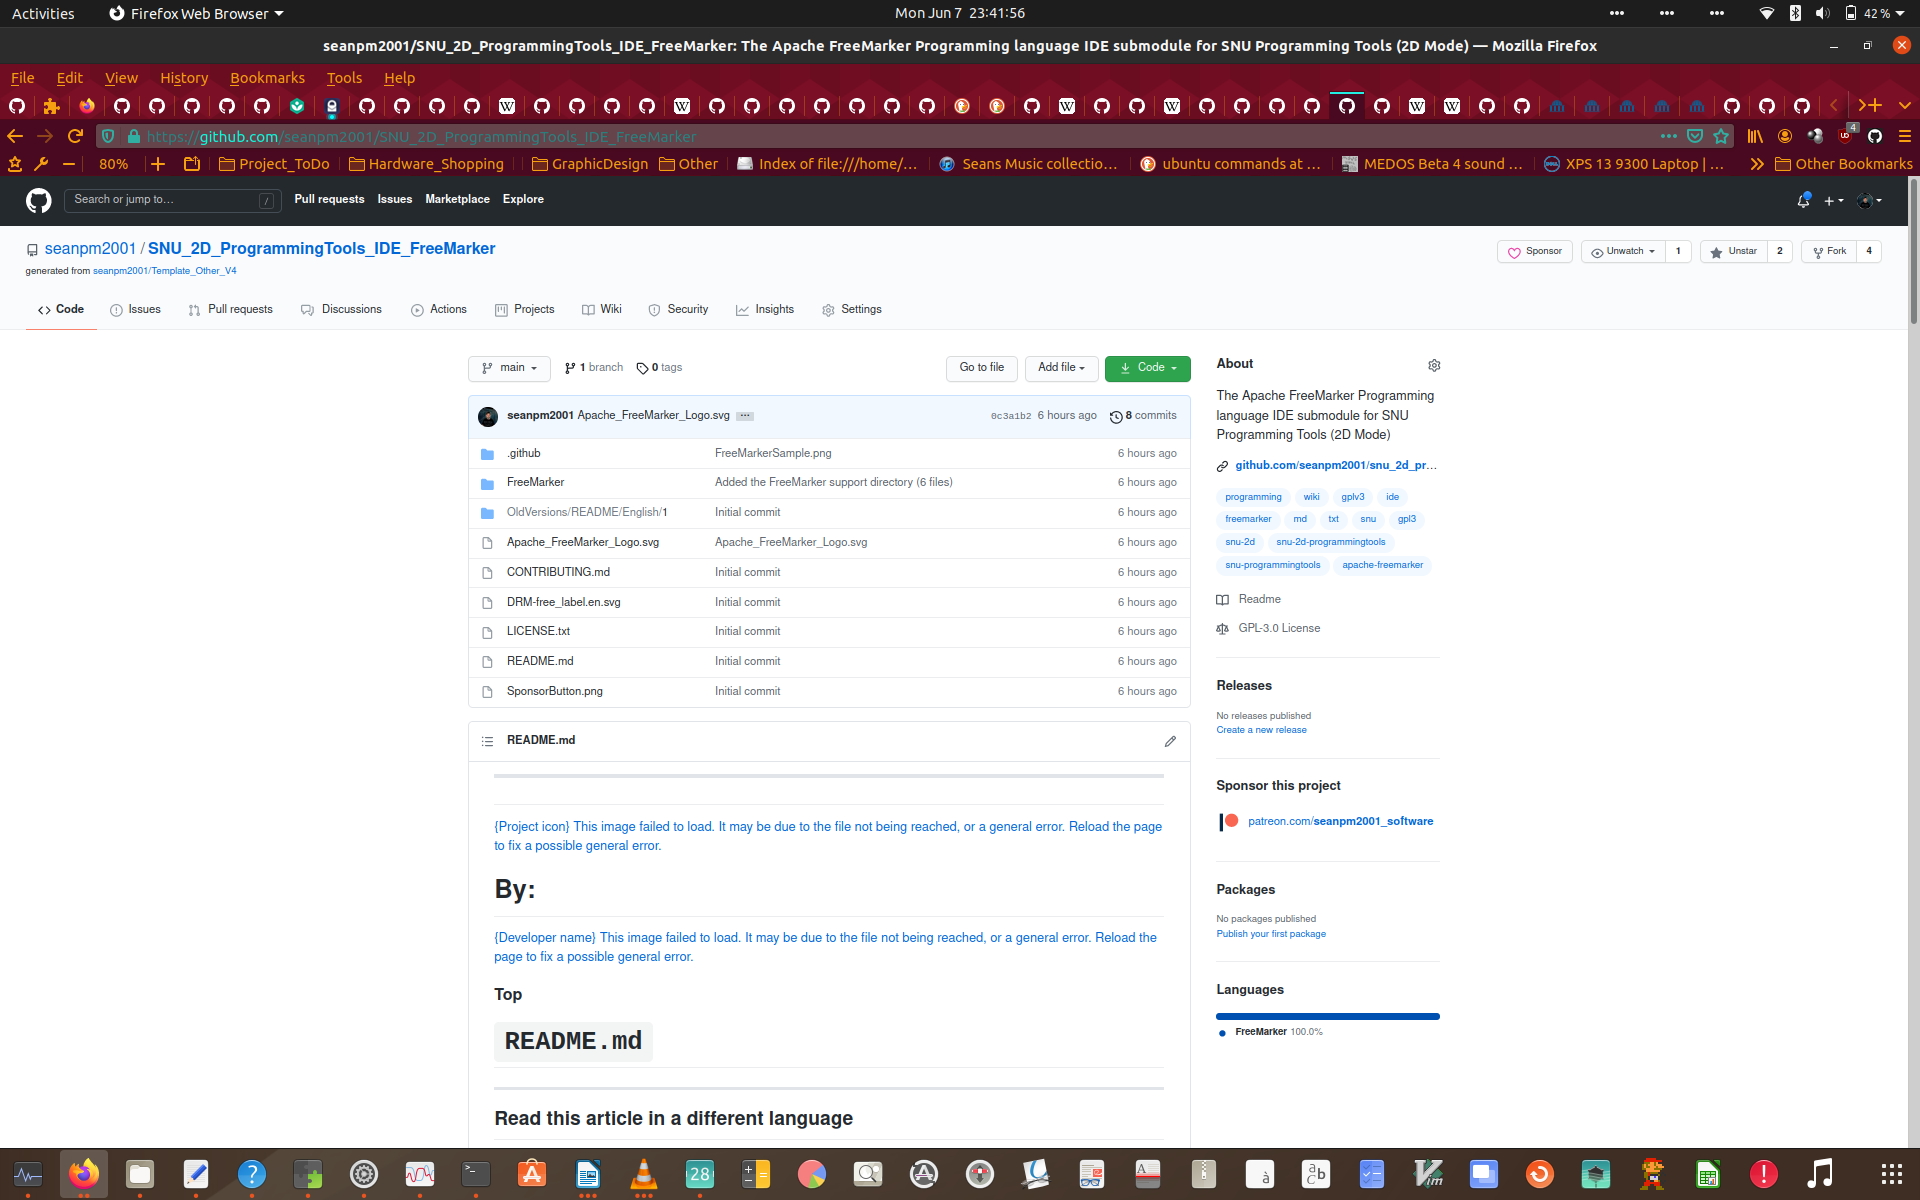 Activities
Firefox Web Browser
Mon Jun 7 23:41:56
42 %
seanpm2001/SNU_2D_ProgrammingTools_IDE_FreeMarker: The Apache FreeMarker Programming language IDE submodule for SNU Programming Tools (2D Mode) — Mozilla Firefox
File Edit View History Bookmarks Tools Help
https://github.com/seanpm2001/SNU_2D_ProgrammingTools_IDE_FreeMarker
4
80%
Project_ToDo
Hardware_Shopping
GraphicDesign
Other
Index of file:///home/...
Seans Music collectio...
ubuntu commands at ...
MEDOS Beta 4 sound ...
XPS 13 9300 Laptop | ...
Other Bookmarks
Search or jump to...
/
Pull requests
Issues
Marketplace
Explore
seanpm2001 / SNU_2D_ProgrammingTools_IDE_FreeMarker
generated from seanpm2001/Template_Other_V4
Sponsor
Unwatch 1
Unstar 2
Fork 4
Code
Issues
Pull requests
Discussions
Actions
Projects
Wiki
Security
Insights
Settings
main
1 branch
0 tags
Go to file
Add file
Code
seanpm2001 Apache_FreeMarker_Logo.svg
0c3a1b2 6 hours ago
8 commits
.github FreeMarkerSample.png 6 hours ago
FreeMarker Added the FreeMarker support directory (6 files) 6 hours ago
OldVersions/README/English/1 Initial commit 6 hours ago
Apache_FreeMarker_Logo.svg Apache_FreeMarker_Logo.svg 6 hours ago
CONTRIBUTING.md Initial commit 6 hours ago
DRM-free_label.en.svg Initial commit 6 hours ago
LICENSE.txt Initial commit 6 hours ago
README.md Initial commit 6 hours ago
SponsorButton.png Initial commit 6 hours ago
README.md
{Project icon} This image failed to load. It may be due to the file not being reached, or a general error. Reload the page
to fix a possible general error.
By:
{Developer name} This image failed to load. It may be due to the file not being reached, or a general error. Reload the
page to fix a possible general error.
Top
README.md
Read this article in a different language
About
The Apache FreeMarker Programming
language IDE submodule for SNU
Programming Tools (2D Mode)
github.com/seanpm2001/snu_2d_pr...
programming wiki gplv3 ide
freemarker md txt snu gpl3
snu-2d snu-2d-programmingtools
snu-programmingtools apache-freemarker
Readme
GPL-3.0 License
Releases
No releases published
Create a new release
Sponsor this project
patreon.com/seanpm2001_software
Packages
No packages published
Publish your first package
Languages
FreeMarker 100.0%
28